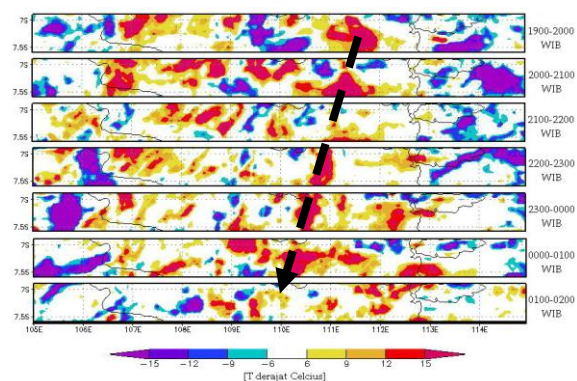 7S
7.5S
1900-2000
WIB
7S
7.5S
2000-2100
WIB
7S
7.5S
2100-2200
WIB
7S
7.5S
2200-2300
WIB
7S
7.5S
2300-0000
WIB
7S
7.5S
0000-0100
WIB
7S
7.5S
0100-0200
WIB
105E 106E 107E 108E 109E 110E 111E 112E 113E 114E
-15 -12 -9 -6 6 9 12 15
[T derajat Celcius]